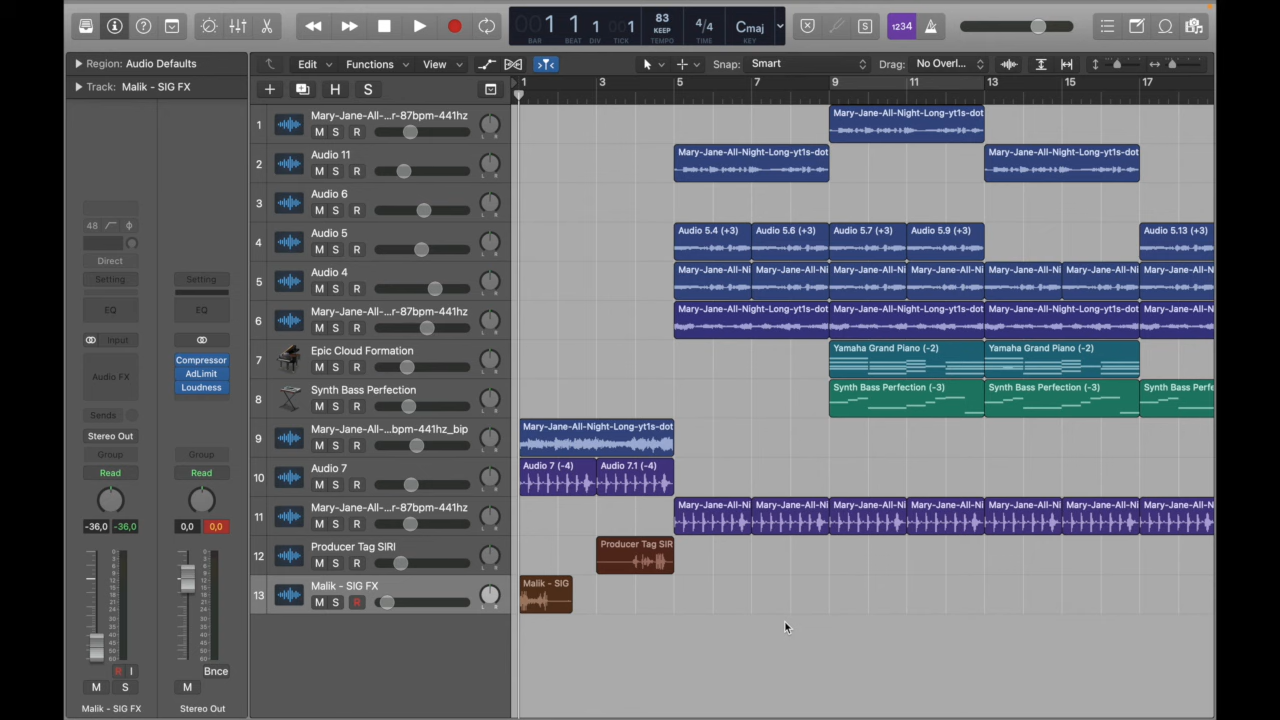 1 1 1 1
BAR BEAT DIV TICK
83
KEEP
TEMPO
4/4
TIME
Cmaj
KEY
S
1234
Region: Audio Defaults
Edit Functions View
Snap: Smart
Drag: No Overl...
Track: Malik - SIG FX
H S
1 3 5 7 9 11 13 15 17
1 Mary-Jane-All-...r-87bpm-441hz
M S R
L R
Mary-Jane-All-Night-Long-yt1s-dot
2 Audio 11
M S R
L R
Mary-Jane-All-Night-Long-yt1s-dot Mary-Jane-All-Night-Long-yt1s-dot
3 Audio 6
M S R
L R
4 Audio 5
M S R
L R
Audio 5.4 (+3) Audio 5.6 (+3) Audio 5.7 (+3) Audio 5.9 (+3) Audio 5.13 (+3)
5 Audio 4
M S R
L R
Mary-Jane-All-Ni Mary-Jane-All-Ni Mary-Jane-All-Ni Mary-Jane-All-Ni Mary-Jane-All-Ni Mary-Jane-All-Ni Mary-Jane-All-N
6 Mary-Jane-All-...r-87bpm-441hz
M S R
L R
Mary-Jane-All-Night-Long-yt1s-dot Mary-Jane-All-Night-Long-yt1s-dot Mary-Jane-All-Night-Long-yt1s-dot Mary-Jane-All-N
7 Epic Cloud Formation
M S R
L R
Yamaha Grand Piano (-2) Yamaha Grand Piano (-2)
8 Synth Bass Perfection
M S R
L R
Synth Bass Perfection (-3) Synth Bass Perfection (-3) Synth Bass Perfe
9 Mary-Jane-All-...bpm-441hz_bip
M S R
L R
Mary-Jane-All-Night-Long-yt1s-dot
10 Audio 7
M S R
L R
Audio 7 (-4) Audio 7.1 (-4)
11 Mary-Jane-All-...r-87bpm-441hz
M S R
L R
Mary-Jane-All-Ni Mary-Jane-All-Ni Mary-Jane-All-Ni Mary-Jane-All-Ni Mary-Jane-All-Ni Mary-Jane-All-Ni Mary-Jane-All-N
12 Producer Tag SIRI
M S R
L R
Producer Tag SIR
13 Malik - SIG FX
M S R
L R
Malik - SIG
48
Direct
Setting Setting
EQ EQ
Input
Audio FX
Compressor
AdLimit
Loudness
Sends
Stereo Out
Group Group
Read Read
-36,0 -36,0 0,0 0,0
R I Bnce
M S M
Malik - SIG FX Stereo Out